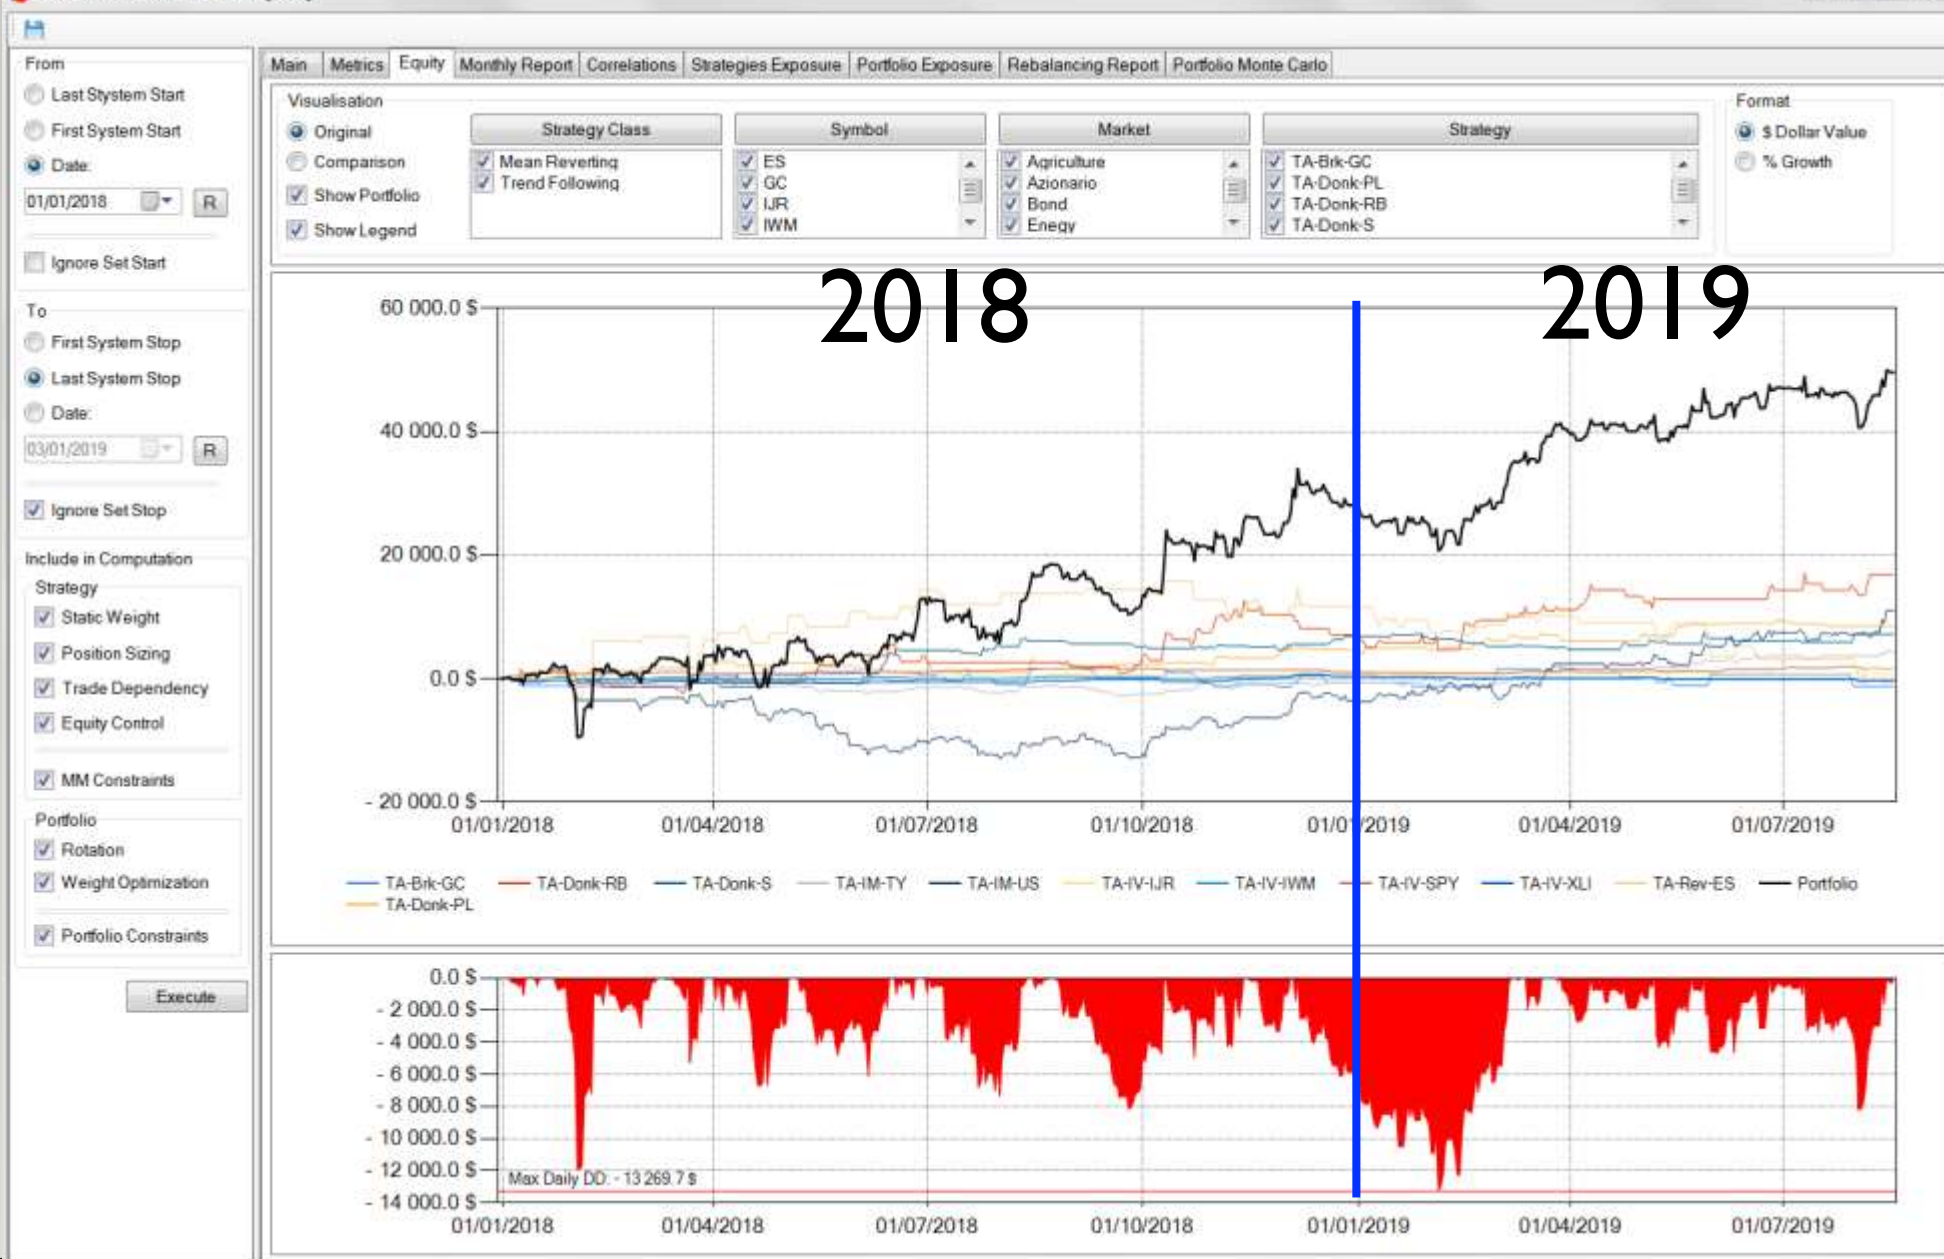 From
Last Stystem Start
First System Start
Date:
01/01/2018 R
Ignore Set Start
To
First System Stop
Last System Stop
Date:
03/01/2019 R
Ignore Set Stop
Include in Computation
Strategy
Static Weight
Position Sizing
Trade Dependency
Equity Control
MM Constraints
Portfolio
Rotation
Weight Optimization
Portfolio Constraints
Execute
Main Metrics Equity Monthly Report Correlations Strategies Exposure Portfolio Exposure Rebalancing Report Portfolio Monte Carlo
Visualisation
Original
Comparison
Show Portfolio
Show Legend
Strategy Class
Mean Reverting
Trend Following
Symbol
ES
GC
IJR
IWM
Market
Agriculture
Azionario
Bond
Enegy
Strategy
TA-Brk-GC
TA-Donk-PL
TA-Donk-RB
TA-Donk-S
Format
$ Dollar Value
% Growth
2018 2019
60 000.0 $
40 000.0 $
20 000.0 $
0.0 $
- 20 000.0 $
01/01/2018 01/04/2018 01/07/2018 01/10/2018 01/01/2019 01/04/2019 01/07/2019
TA-Brk-GC TA-Donk-RB TA-Donk-S TA-IM-TY TA-IM-US TA-IV-IJR TA-IV-IWM TA-IV-SPY TA-IV-XLI TA-Rev-ES Portfolio
TA-Donk-PL
0.0 $
- 2 000.0 $
- 4 000.0 $
- 6 000.0 $
- 8 000.0 $
- 10 000.0 $
- 12 000.0 $
- 14 000.0 $
Max Daily DD: - 13 269.7 $
01/01/2018 01/04/2018 01/07/2018 01/10/2018 01/01/2019 01/04/2019 01/07/2019